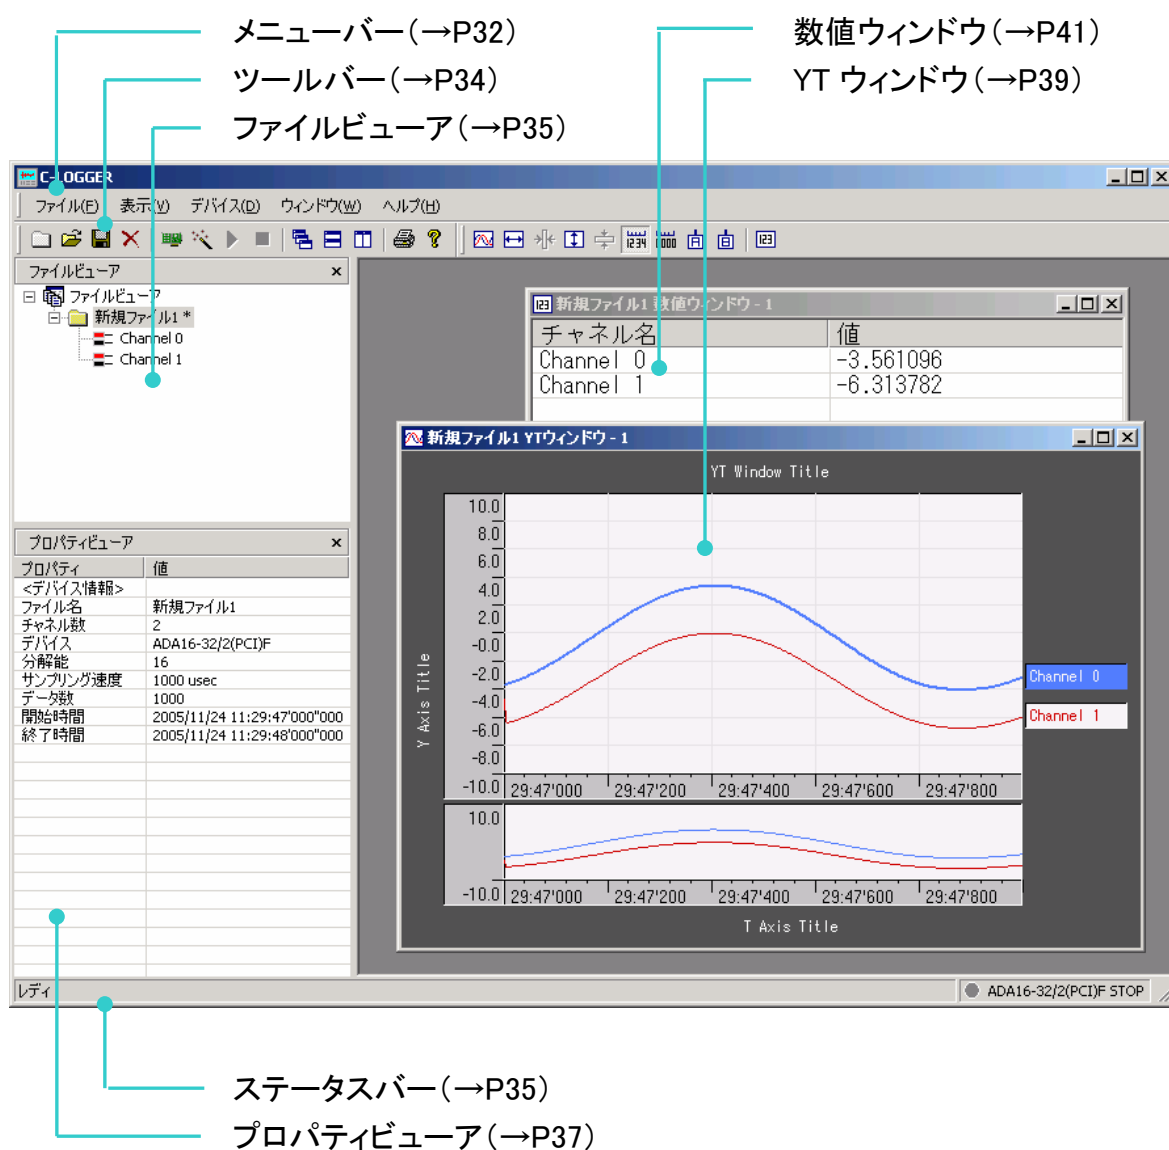 メニューバー(→P32)
ツールバー(→P34)
ファイルビューア(→P35)
数値ウィンドウ(→P41)
YT ウィンドウ(→P39)
C-LOGGER
ファイル(F) 表示(V) デバイス(D) ウィンドウ(W) ヘルプ(H)
ファイルビューア
ファイルビューア
新規ファイル1 *
Channel 0
Channel 1
新規ファイル1 数値ウィンドウ - 1
チャネル名 値
Channel 0 -3.561096
Channel 1 -6.313782
新規ファイル1 YTウィンドウ - 1
YT Window Title
10.0
8.0
6.0
4.0
2.0
-0.0
-2.0
-4.0
-6.0
-8.0
-10.0
Y Axis Title
29:47'000 29:47'200 29:47'400 29:47'600 29:47'800
Channel 0
Channel 1
10.0
-10.0
29:47'000 29:47'200 29:47'400 29:47'600 29:47'800
T Axis Title
プロパティビューア
プロパティ 値
<デバイス情報>
ファイル名 新規ファイル1
チャネル数 2
デバイス ADA16-32/2(PCI)F
分解能 16
サンプリング速度 1000 usec
データ数 1000
開始時間 2005/11/24 11:29:47'000"000
終了時間 2005/11/24 11:29:48'000"000
レディ
ADA16-32/2(PCI)F STOP
ステータスバー(→P35)
プロパティビューア(→P37)